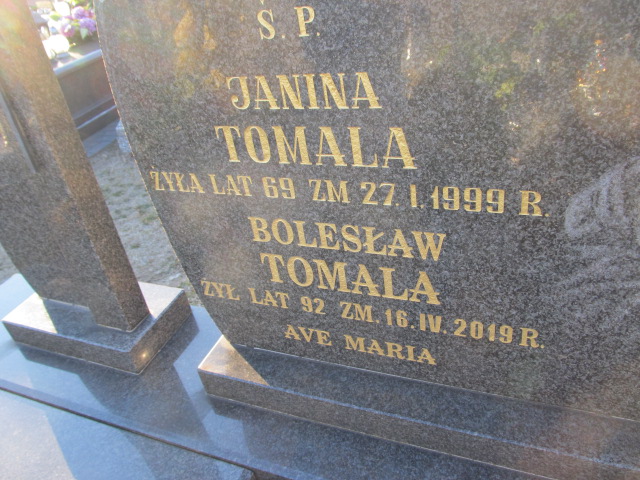 Ś. P.
JANINA
TOMALA
ŻYŁA LAT 69 ZM 27.I.1999 R.
BOLESŁAW
TOMALA
ŻYŁ LAT 92 ZM. 16.IV.2019 R.
AVE MARIA